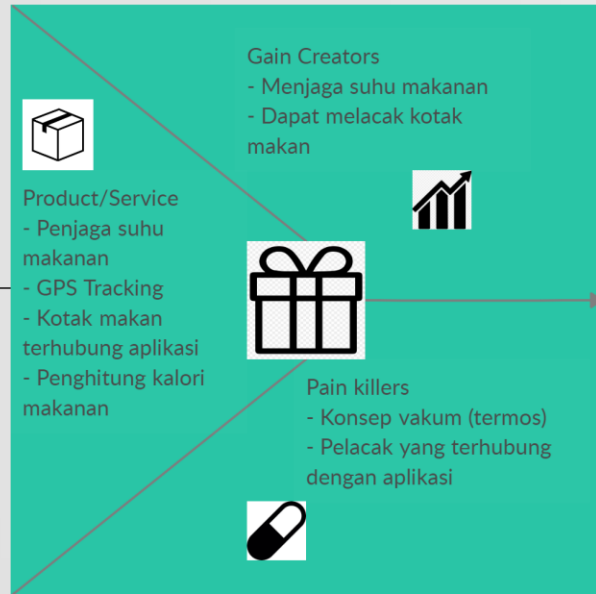 Gain Creators
- Menjaga suhu makanan
- Dapat melacak kotak
makan
Product/Service
- Penjaga suhu
makanan
- GPS Tracking
- Kotak makan
terhubung aplikasi
- Penghitung kalori
makanan
Pain killers
- Konsep vakum (termos)
- Pelacak yang terhubung
dengan aplikasi